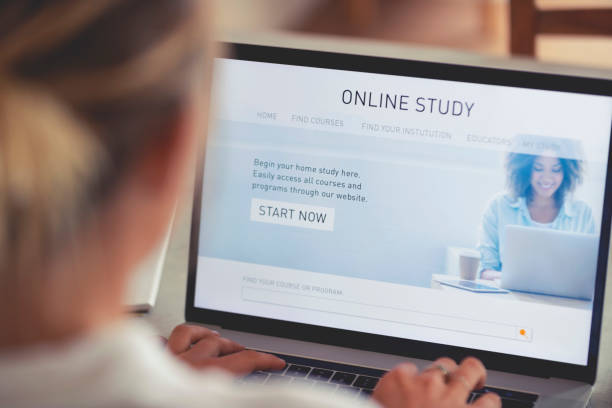 ONLINE STUDY
HOME FIND COURSES FIND YOUR INSTITUTION EDUCATORS MY STUDY
Begin your home study here.
Easily access all courses and
programs through our website.
START NOW
FIND YOUR COURSE OR PROGRAM: